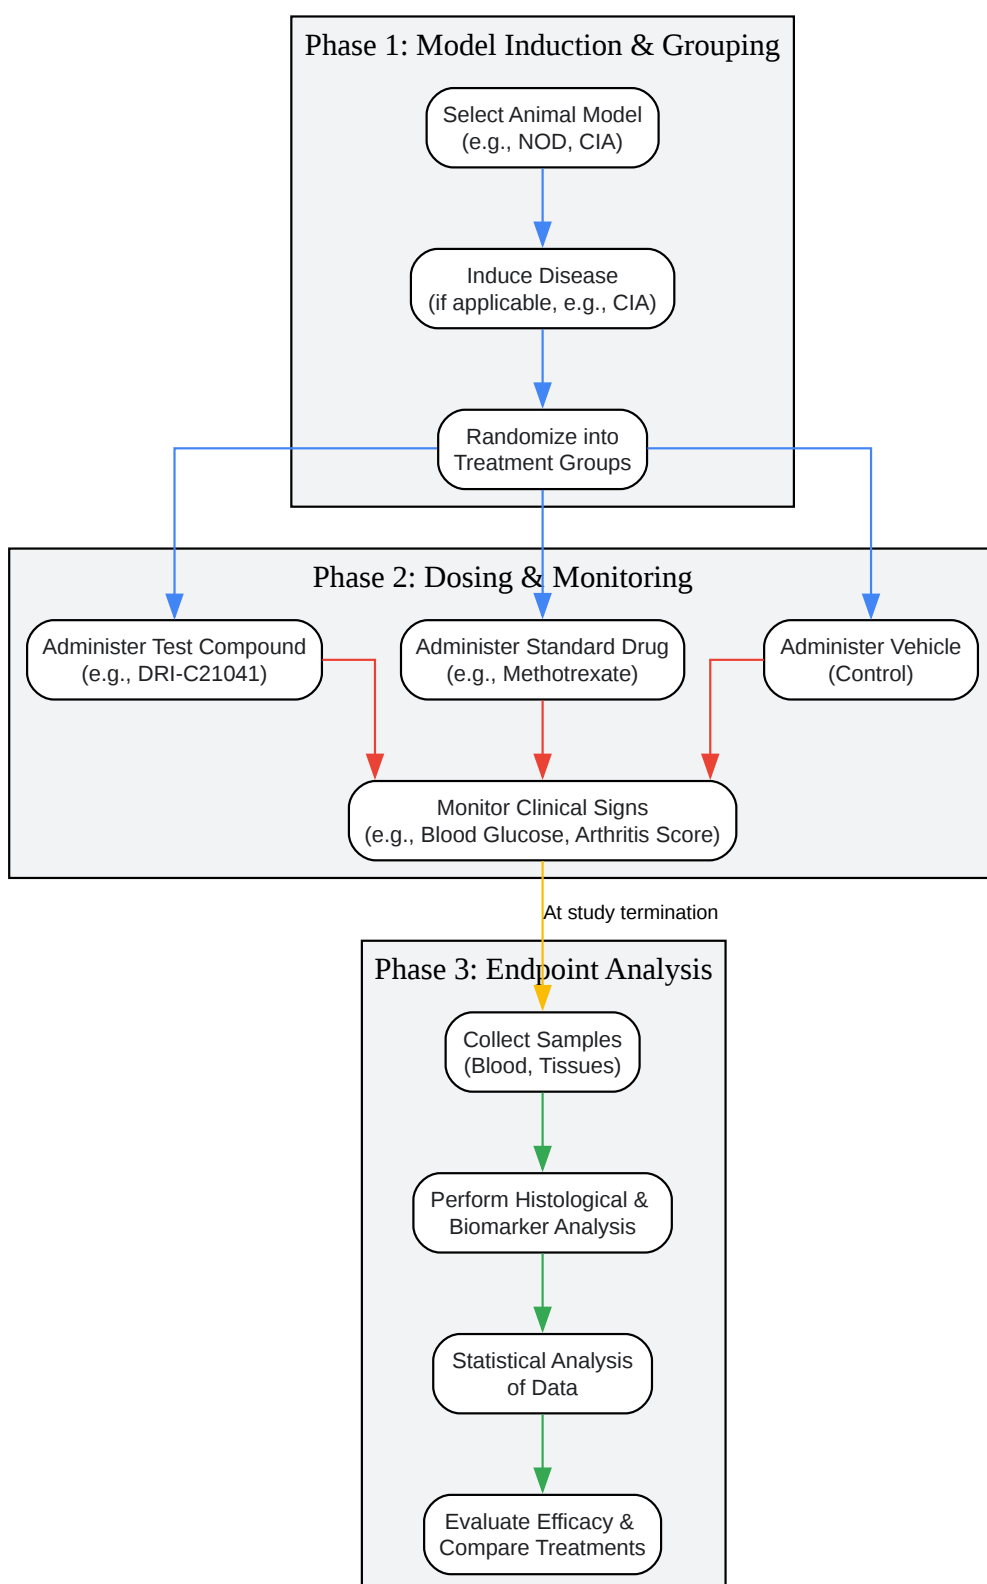 Phase 1: Model Induction & Grouping
Select Animal Model
(e.g., NOD, CIA)
Induce Disease
(if applicable, e.g., CIA)
Randomize into
Treatment Groups
Phase 2: Dosing & Monitoring
Administer Test Compound
(e.g., DRI-C21041)
Administer Standard Drug
(e.g., Methotrexate)
Administer Vehicle
(Control)
Monitor Clinical Signs
(e.g., Blood Glucose, Arthritis Score)
At study termination
Phase 3: Endpoint Analysis
Collect Samples
(Blood, Tissues)
Perform Histological &
Biomarker Analysis
Statistical Analysis
of Data
Evaluate Efficacy &
Compare Treatments